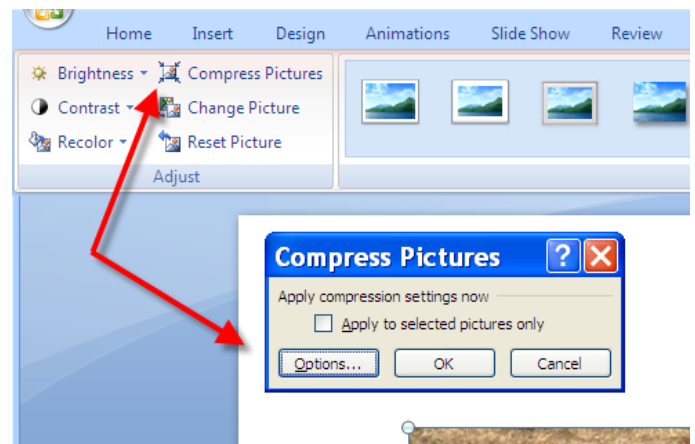 Home Insert Design Animations Slide Show Review
Brightness Compress Pictures
Contrast Change Picture
Recolor Reset Picture
Adjust
Compress Pictures ?
Apply compression settings now
Apply to selected pictures only
Options... OK Cancel